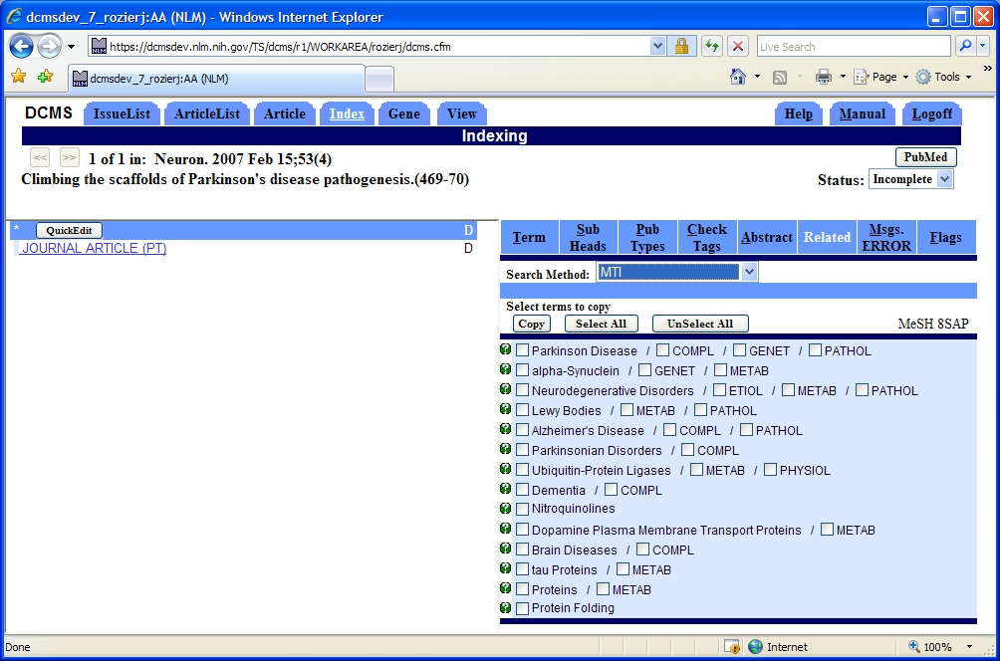 dcmsdev_7_rozierj:AA (NLM) - Windows Internet Explorer
https://dcmsdev.nlm.nih.gov/TS/dcms/r1/WORKAREA/rozierj/dcms.cfm
Live Search
dcmsdev_7_rozierj:AA (NLM)
Page
Tools
DCMS IssueList ArticleList Article Index Gene View Help Manual Logoff
Indexing
<< >> 1 of 1 in: Neuron. 2007 Feb 15;53(4) PubMed
Climbing the scaffolds of Parkinson's disease pathogenesis.(469-70) Status: Incomplete
* QuickEdit D
JOURNAL ARTICLE (PT) D
Term Sub Heads Pub Types Check Tags Abstract Related Msgs. ERROR Flags
Search Method: MTI
Select terms to copy
Copy Select All UnSelect All MeSH 8SAP
Parkinson Disease / COMPL / GENET / PATHOL
alpha-Synuclein / GENET / METAB
Neurodegenerative Disorders / ETIOL / METAB / PATHOL
Lewy Bodies / METAB / PATHOL
Alzheimer's Disease / COMPL / PATHOL
Parkinsonian Disorders / COMPL
Ubiquitin-Protein Ligases / METAB / PHYSIOL
Dementia / COMPL
Nitroquinolines
Dopamine Plasma Membrane Transport Proteins / METAB
Brain Diseases / COMPL
tau Proteins / METAB
Proteins / METAB
Protein Folding
Done Internet 100%